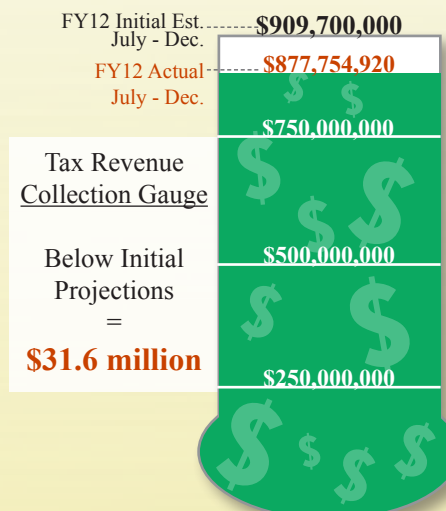 FY12 Initial Est.
July - Dec.
$909,700,000
FY12 Actual
July - Dec.
$877,754,920
$750,000,000
Tax Revenue
Collection Gauge
Below Initial
Projections
=
$31.6 million
$500,000,000
$250,000,000